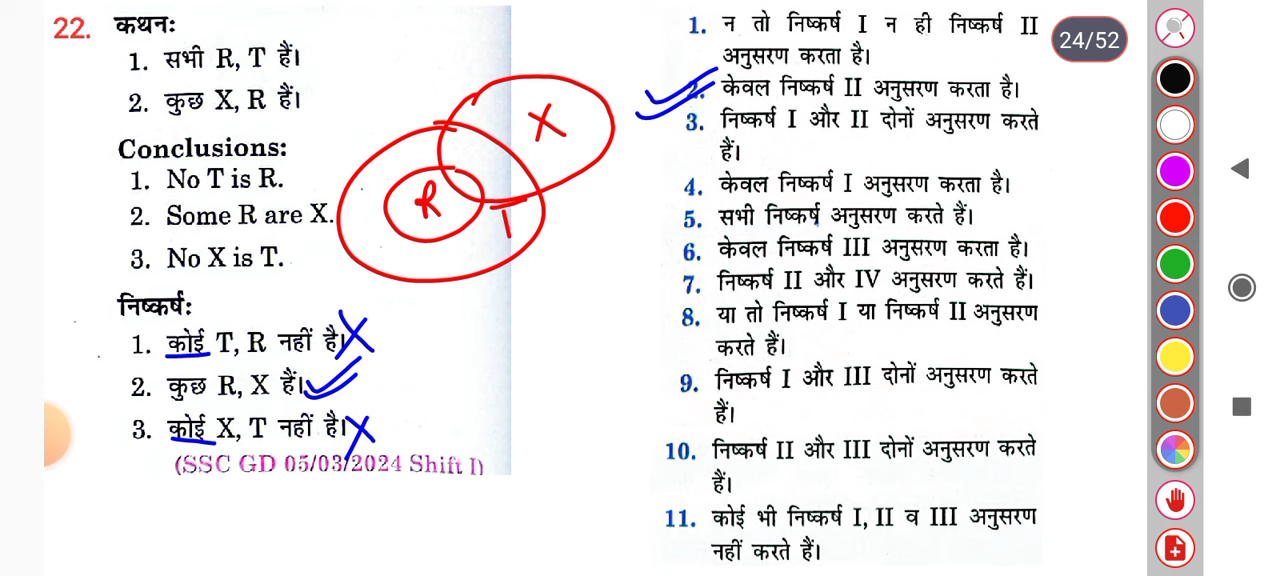 22. कथनः
1. सभी R, T हैं।
2. कुछ X, R हैं।
Conclusions:
1. No T is R.
2. Some R are X.
3. No X is T.
निष्कर्षः
1. कोई T, R नहीं है।
2. कुछ R, X हैं।
3. कोई X, T नहीं है।
(SSC GD 05/03/2024 Shift I)
X
R
T
1. न तो निष्कर्ष I न ही निष्कर्ष II
अनुसरण करता है।
2. केवल निष्कर्ष II अनुसरण करता है।
3. निष्कर्ष I और II दोनों अनुसरण करते
हैं।
4. केवल निष्कर्ष I अनुसरण करता है।
5. सभी निष्कर्ष अनुसरण करते हैं।
6. केवल निष्कर्ष III अनुसरण करता है।
7. निष्कर्ष II और IV अनुसरण करते हैं।
8. या तो निष्कर्ष I या निष्कर्ष II अनुसरण
करते हैं।
9. निष्कर्ष I और III दोनों अनुसरण करते
हैं।
10. निष्कर्ष II और III दोनों अनुसरण करते
हैं।
11. कोई भी निष्कर्ष I, II व III अनुसरण
नहीं करते हैं।
24/52